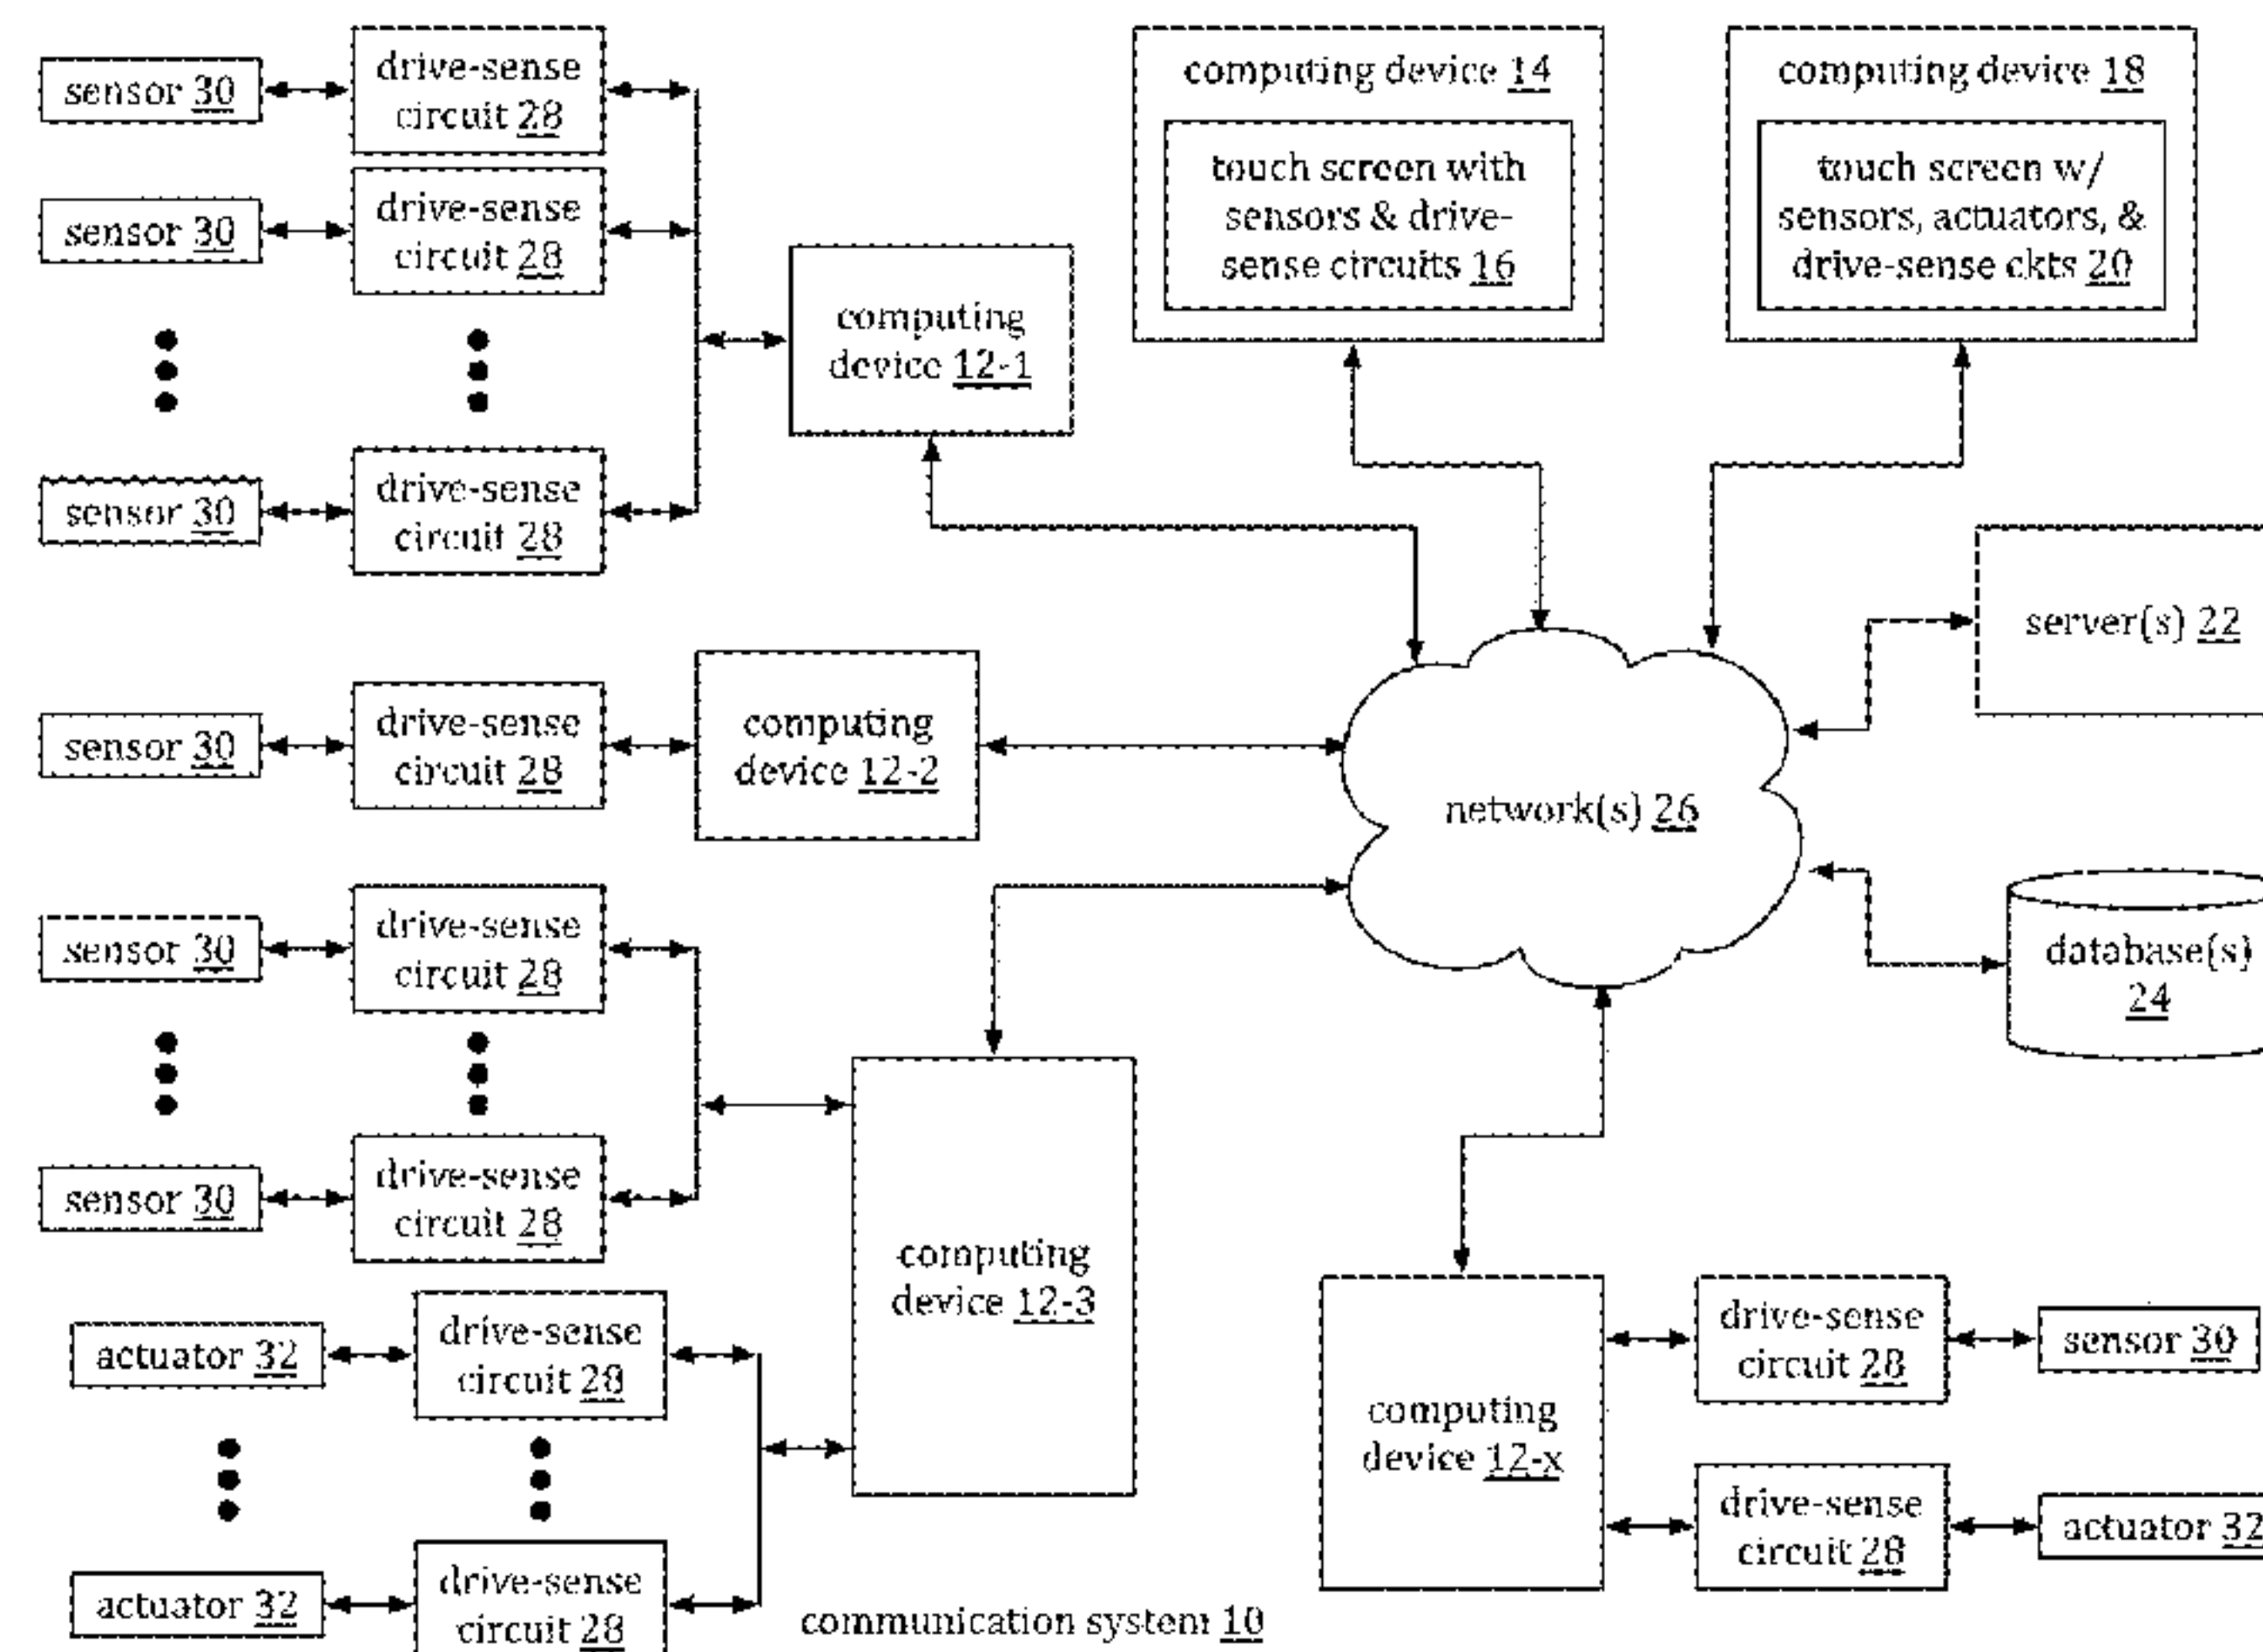 sensor 30
drive-sense
circuit 28
sensor 30
drive-sense
circuit 28
sensor 30
drive-sense
circuit 28
computing
device 12-1
computing device 14
touch screen with
sensors & drive-
sense circuits 16
computing device 18
touch screen w/
sensors, actuators, &
drive-sense ckts 20
server(s) 22
sensor 30
drive-sense
circuit 28
computing
device 12-2
network(s) 26
database(s)
24
sensor 30
drive-sense
circuit 28
sensor 30
drive-sense
circuit 28
actuator 32
drive-sense
circuit 28
actuator 32
drive-sense
circuit 28
computing
device 12-3
computing
device 12-x
drive-sense
circuit 28
sensor 30
drive-sense
circuit 28
actuator 32
communication system 10